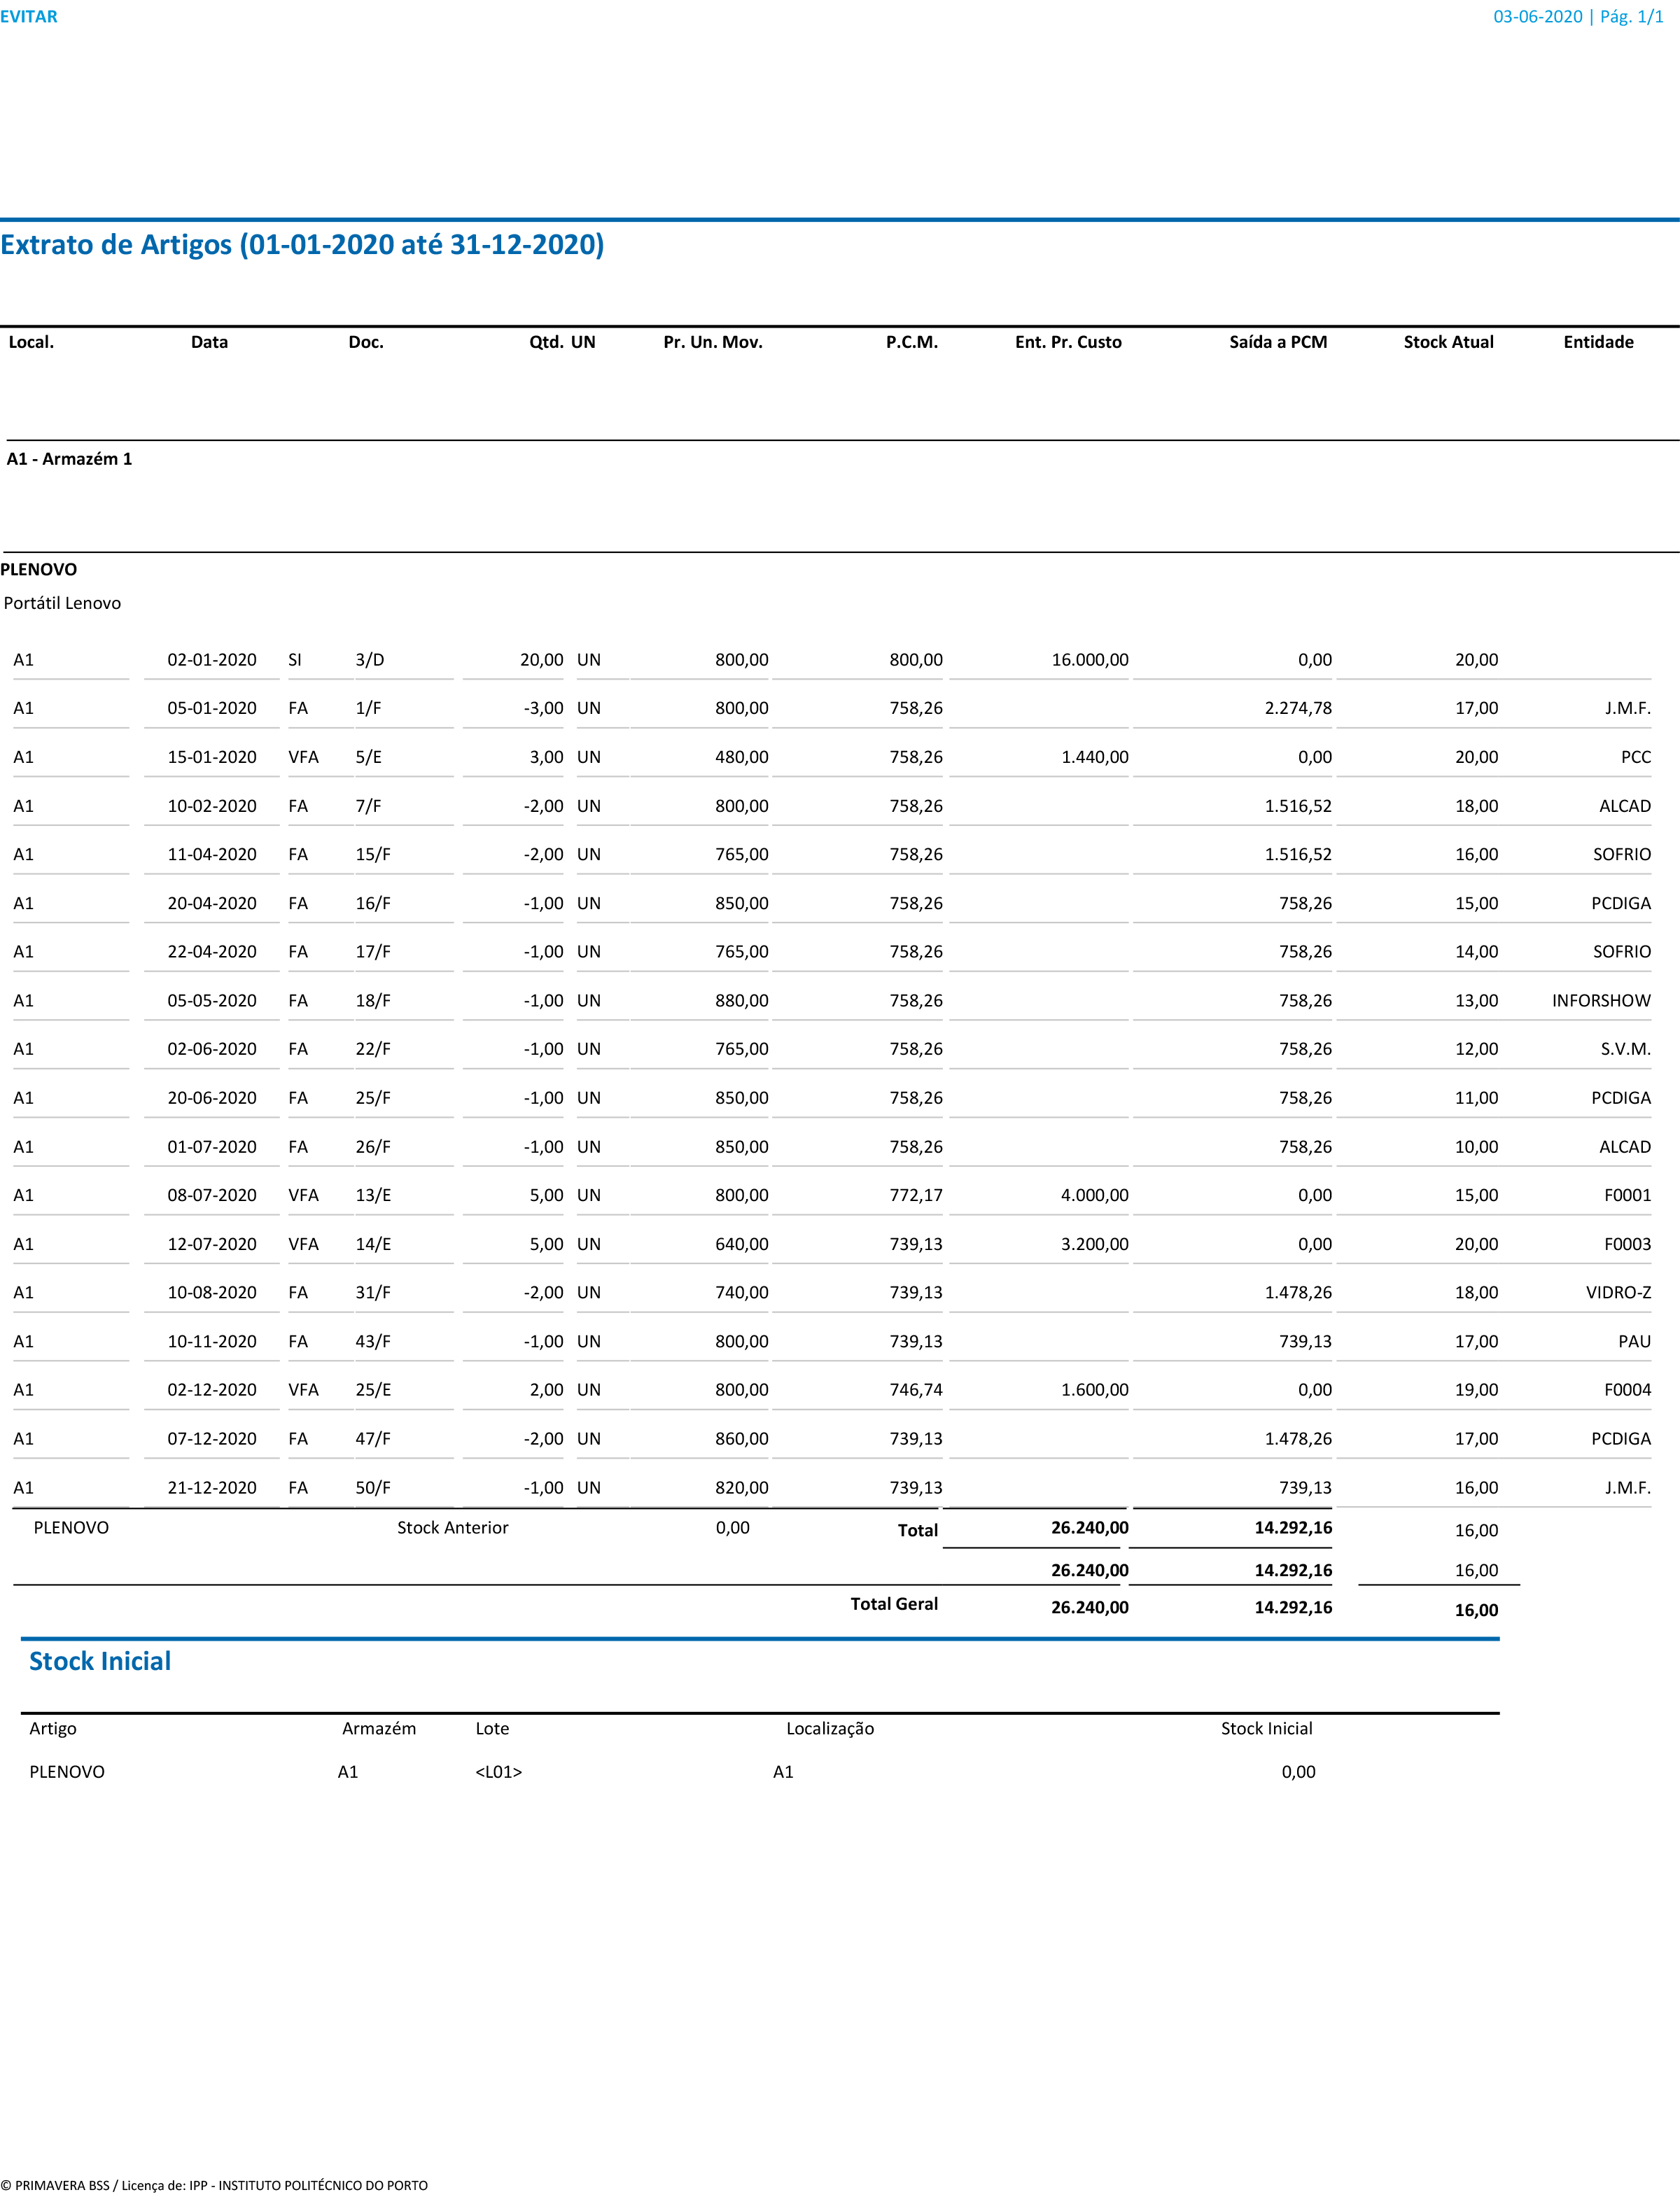 EVITAR 03-06-2020 | Pág. 1/1
Extrato de Artigos (01-01-2020 até 31-12-2020)
Local. Data Doc. Qtd. UN Pr. Un. Mov. P.C.M. Ent. Pr. Custo Saída a PCM Stock Atual Entidade
A1 - Armazém 1
PLENOVO
Portátil Lenovo
A1 02-01-2020 SI 3/D 20,00 UN 800,00 800,00 16.000,00 0,00 20,00
A1 05-01-2020 FA 1/F -3,00 UN 800,00 758,26 2.274,78 17,00 J.M.F.
A1 15-01-2020 VFA 5/E 3,00 UN 480,00 758,26 1.440,00 0,00 20,00 PCC
A1 10-02-2020 FA 7/F -2,00 UN 800,00 758,26 1.516,52 18,00 ALCAD
A1 11-04-2020 FA 15/F -2,00 UN 765,00 758,26 1.516,52 16,00 SOFRIO
A1 20-04-2020 FA 16/F -1,00 UN 850,00 758,26 758,26 15,00 PCDIGA
A1 22-04-2020 FA 17/F -1,00 UN 765,00 758,26 758,26 14,00 SOFRIO
A1 05-05-2020 FA 18/F -1,00 UN 880,00 758,26 758,26 13,00 INFORSHOW
A1 02-06-2020 FA 22/F -1,00 UN 765,00 758,26 758,26 12,00 S.V.M.
A1 20-06-2020 FA 25/F -1,00 UN 850,00 758,26 758,26 11,00 PCDIGA
A1 01-07-2020 FA 26/F -1,00 UN 850,00 758,26 758,26 10,00 ALCAD
A1 08-07-2020 VFA 13/E 5,00 UN 800,00 772,17 4.000,00 0,00 15,00 F0001
A1 12-07-2020 VFA 14/E 5,00 UN 640,00 739,13 3.200,00 0,00 20,00 F0003
A1 10-08-2020 FA 31/F -2,00 UN 740,00 739,13 1.478,26 18,00 VIDRO-Z
A1 10-11-2020 FA 43/F -1,00 UN 800,00 739,13 739,13 17,00 PAU
A1 02-12-2020 VFA 25/E 2,00 UN 800,00 746,74 1.600,00 0,00 19,00 F0004
A1 07-12-2020 FA 47/F -2,00 UN 860,00 739,13 1.478,26 17,00 PCDIGA
A1 21-12-2020 FA 50/F -1,00 UN 820,00 739,13 739,13 16,00 J.M.F.
PLENOVO Stock Anterior 0,00 Total 26.240,00 14.292,16 16,00
26.240,00 14.292,16 16,00
Total Geral 26.240,00 14.292,16 16,00
Stock Inicial
Artigo Armazém Lote Localização Stock Inicial
PLENOVO A1 <L01> A1 0,00
© PRIMAVERA BSS / Licença de: IPP - INSTITUTO POLITÉCNICO DO PORTO